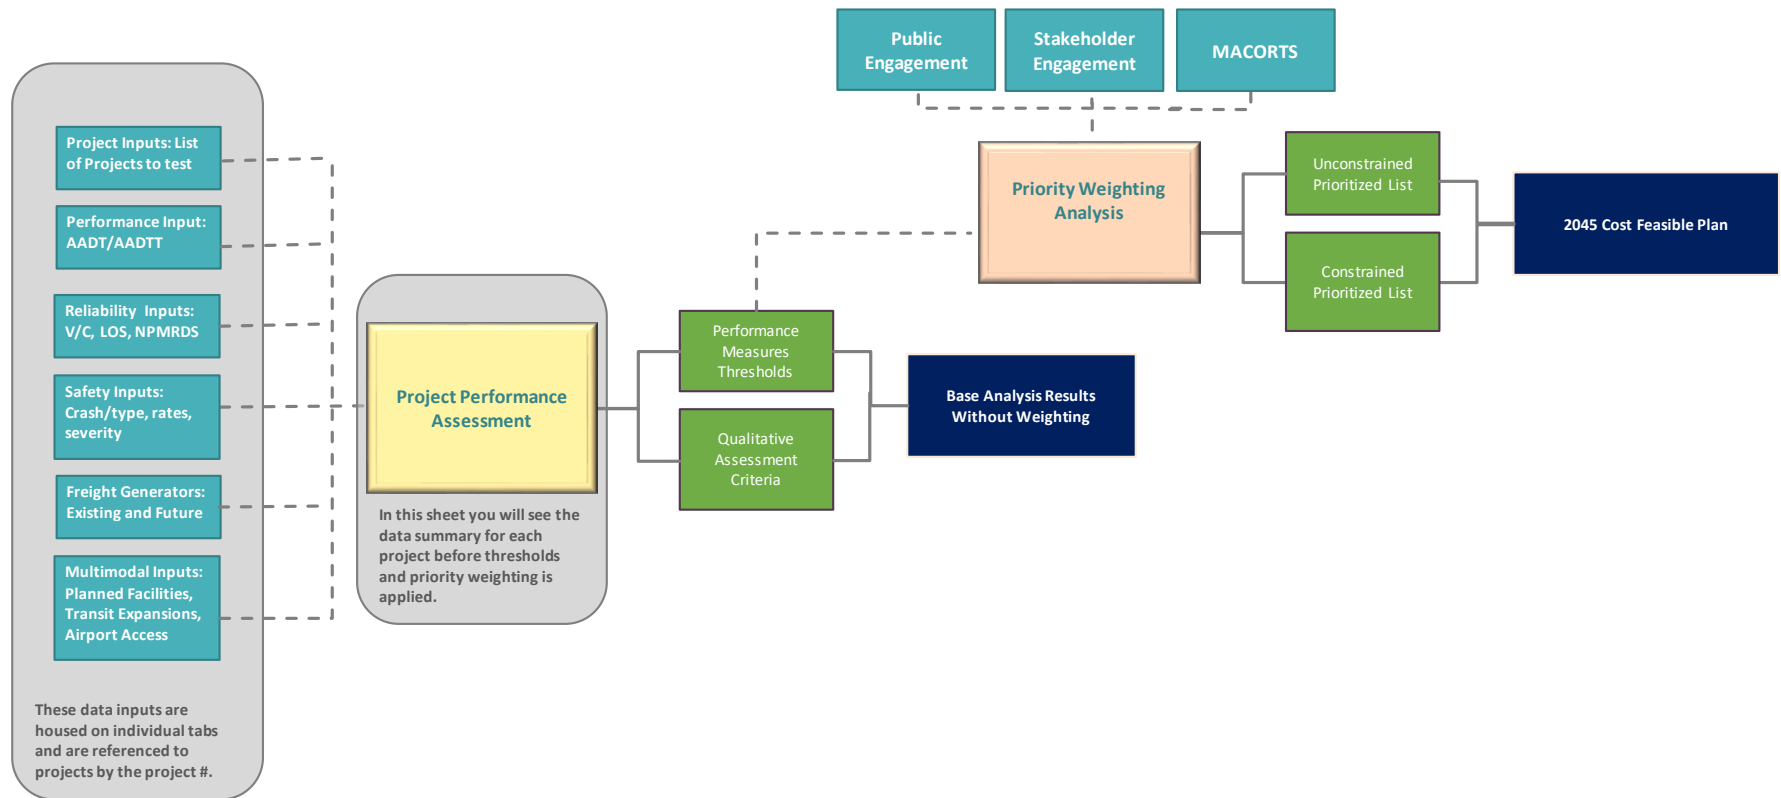 Public
Engagement
Stakeholder
Engagement
MACORTS
Project Inputs: List
of Projects to test
Performance Input:
AADT/AADTT
Reliability Inputs:
V/C, LOS, NPMRDS
Safety Inputs:
Crash/type, rates,
severity
Freight Generators:
Existing and Future
Multimodal Inputs:
Planned Facilities,
Transit Expansions,
Airport Access
These data inputs are
housed on individual tabs
and are referenced to
projects by the project #.
Project Performance
Assessment
In this sheet you will see the
data summary for each
project before thresholds
and priority weighting is
applied.
Performance
Measures
Thresholds
Qualitative
Assessment
Criteria
Base Analysis Results
Without Weighting
Priority Weighting
Analysis
Unconstrained
Prioritized List
Constrained
Prioritized List
2045 Cost Feasible Plan